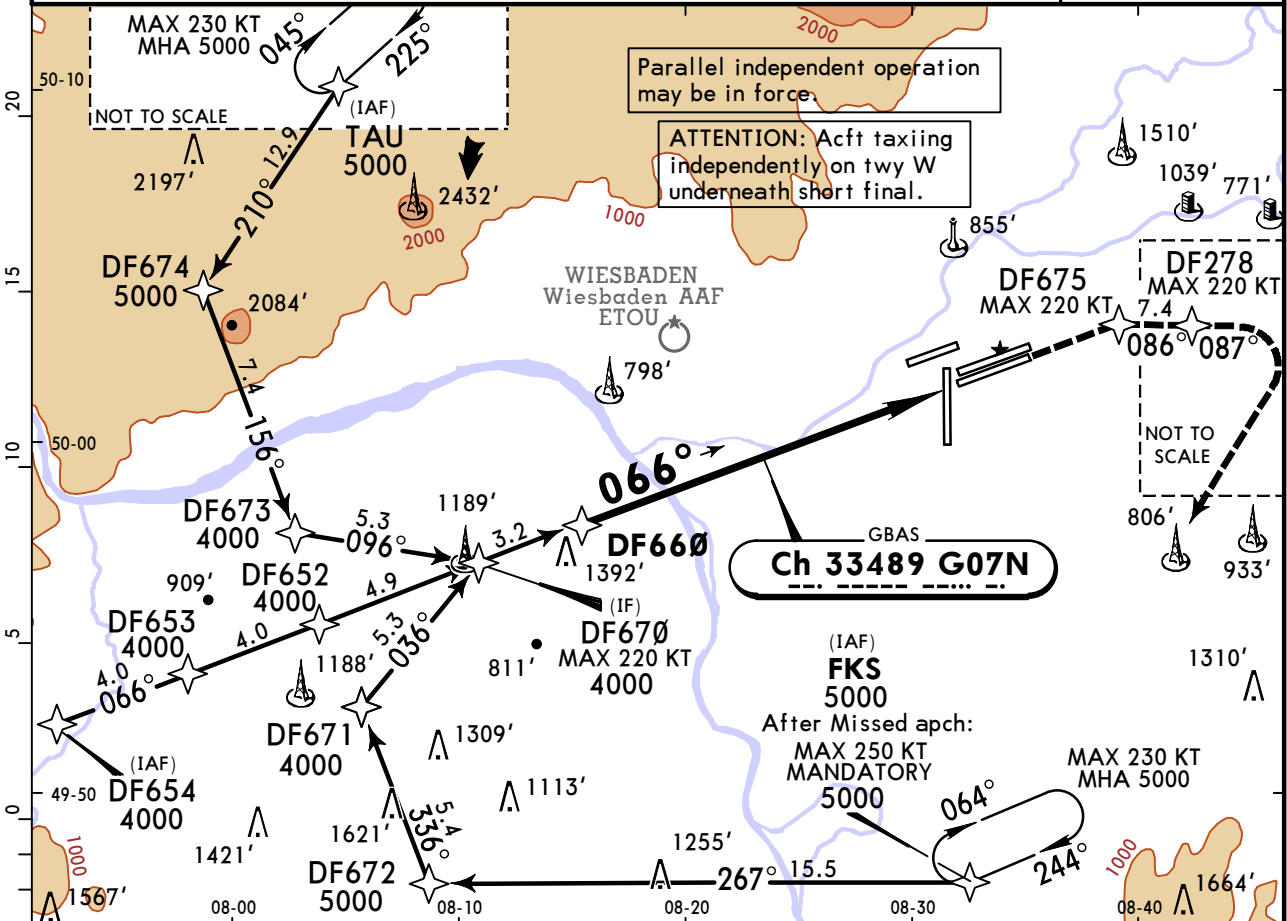 MAX 230 KT
MHA 5000
045°
225°
2000
50-10
20
NOT TO SCALE
(IAF)
TAU
5000
Parallel independent operation
may be in force.
ATTENTION: Acft taxiing
independently on twy W
underneath short final.
12.9
210°
2197'
2432'
2000
1000
1510'
1039'
771'
855'
15
DF674
5000
2084'
WIESBADEN
Wiesbaden AAF
ETOU
DF675
MAX 220 KT
DF278
MAX 220 KT
7.4
086°
087°
7.4
156°
798'
50-00
10
NOT TO
SCALE
066°
1189'
DF673
4000
5.3
096°
3.2
DF66Ø
1392'
GBAS
Ch 33489 G07N
806'
933'
909'
DF652
4000
4.9
DF653
4000
4.0
5
4.0
066°
5.3
036°
(IF)
DF67Ø
MAX 220 KT
4000
811'
1188'
(IAF)
FKS
5000
After Missed apch:
MAX 250 KT
MANDATORY
5000
1310'
DF671
4000
1309'
MAX 230 KT
MHA 5000
(IAF)
DF654
4000
49-50
0
1113'
064°
244°
1621'
5.4
336°
1421'
1255'
1000
DF672
5000
267°
15.5
1000
1567'
1664'
08-00
08-10
08-20
08-30
08-40